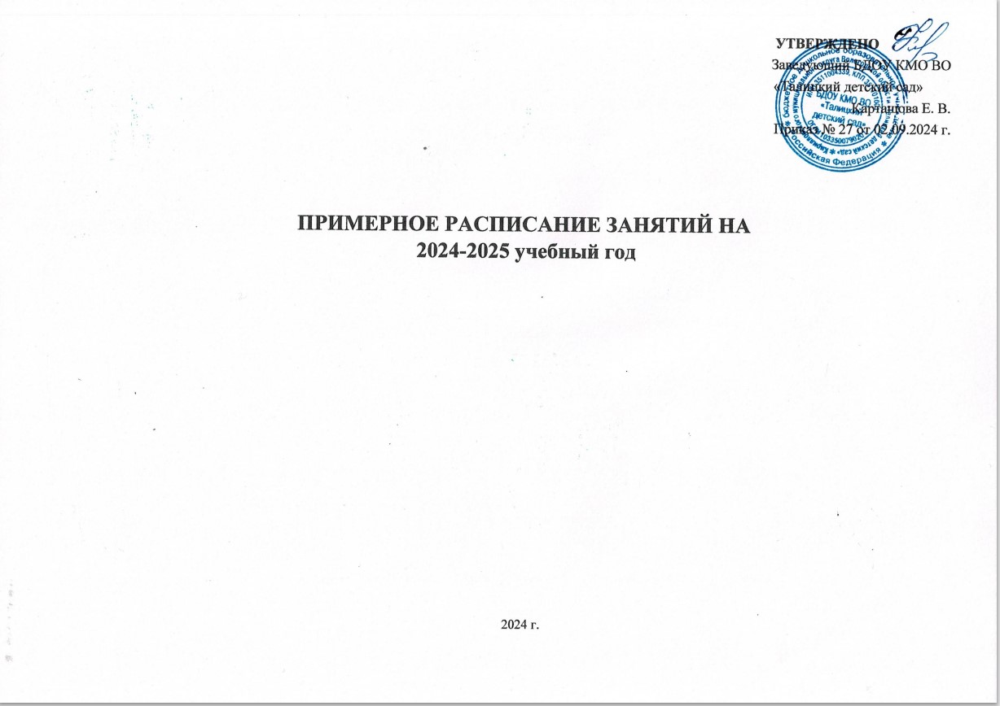 УТВЕРЖДЕНО
Заведующий БДОУ КМО ВО
«Талицкий детский сад»
Картанцова Е. В.
Приказ № 27 от 02.09.2024 г.
БДОУ КМО ВО
«Талицкий
детский сад»
Российская Федерация
ПРИМЕРНОЕ РАСПИСАНИЕ ЗАНЯТИЙ НА
2024-2025 учебный год
2024 г.